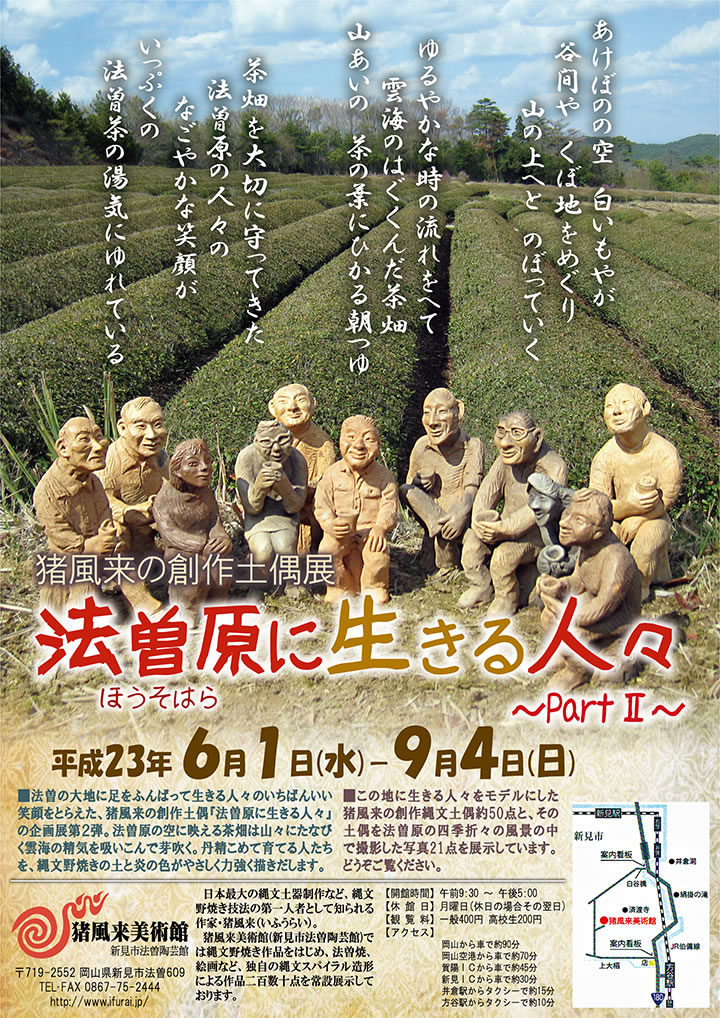 あけぼのの空 白いもやが
谷間や くぼ地をめぐり
山の上へと のぼっていく
ゆるやかな時の流れをへて
雲海のはぐくんだ茶畑
山あいの 茶の葉にひかる朝つゆ
茶畑を大切に守ってきた
法曽原の人々の
なごやかな笑顔が
いっぷくの
法曽茶の湯気にゆれている
猪風来の創作土偶展
法曽原に生きる人々
ほうそはら
～Part Ⅱ～
平成23年 6月1日(水)－9月4日(日)
■法曽の大地に足をふんばって生きる人々のいちばんいい
笑顔をとらえた、猪風来の創作土偶『法曽原に生きる人々』
の企画展第2弾。法曽原の空に映える茶畑は山々にたなび
く雲海の精気を吸いこんで芽吹く。丹精こめて育てる人たち
を、縄文野焼きの土と炎の色がやさしく力強く描きだします。
■この地に生きる人々をモデルにした
猪風来の創作縄文土偶約50点と、その
土偶を法曽原の四季折々の風景の中
で撮影した写真21点を展示しています。
どうぞご覧ください。
猪風来美術館
新見市法曽陶芸館
〒719-2552 岡山県新見市法曽609
TEL・FAX 0867-75-2444
http://www.ifurai.jp/
日本最大の縄文土器制作など、縄文
野焼き技法の第一人者として知られる
作家・猪風来(いふうらい)。
猪風来美術館(新見市法曽陶芸館)で
は縄文野焼き作品をはじめ、法曽焼、
絵画など、独自の縄文スパイラル造形
による作品二百数十点を常設展示して
おります。
【開館時間】 午前9:30 ～ 午後5:00
【休 館 日】 月曜日(休日の場合その翌日)
【観 覧 料】 一般400円 高校生200円
【アクセス】
岡山から車で約90分
岡山空港から車で約70分
賀陽ＩＣから車で約45分
新見ＩＣから車で約30分
井倉駅からタクシーで約15分
方谷駅からタクシーで約10分
新見駅
新見市
案内看板
井倉洞
白谷橋
絹掛の滝
済渡寺
猪風来美術館
JR伯備線
案内看板
上大栢
店
方谷駅
180